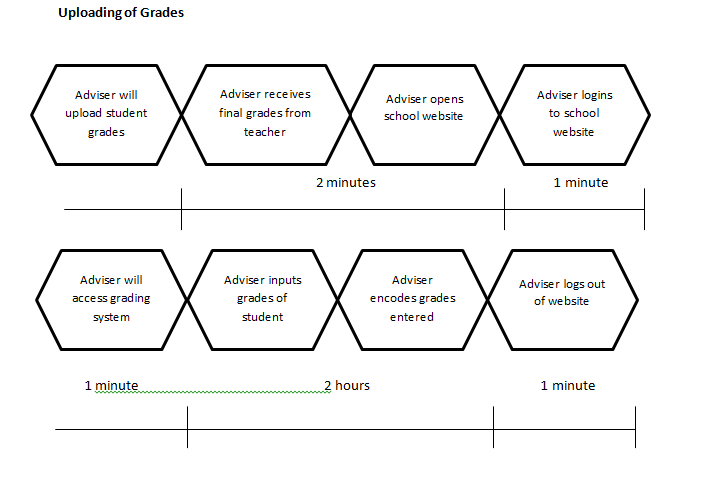 Uploading of Grades
Adviser will
upload student
grades
Adviser receives
final grades from
teacher
Adviser opens
school website
Adviser logins
to school
website
2 minutes
1 minute
Adviser will
access grading
system
Adviser inputs
grades of
student
Adviser
encodes grades
entered
Adviser logs out
of website
1 minute
2 hours
1 minute